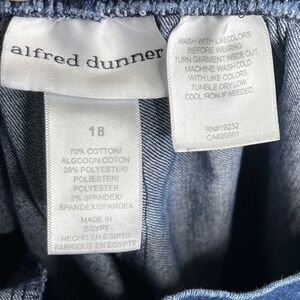 alfred dunner
18
70% COTTON/
ALGODON/COTON
28% POLYESTER/
POLIESTER/
POLYESTER
2% SPANDEX/
SPANDEX/SPANDEX
MADE IN
EGYPT
HECHO EN EGIPTO
FABRIQUE EN EGYPTE
WASH WITH LIKE COLORS
BEFORE WEARING
TURN GARMENT INSIDE OUT
MACHINE WASH COLD
WITH LIKE COLORS
TUMBLE DRY LOW
COOL IRON IF NEEDED.
RN#19232
CA#29061